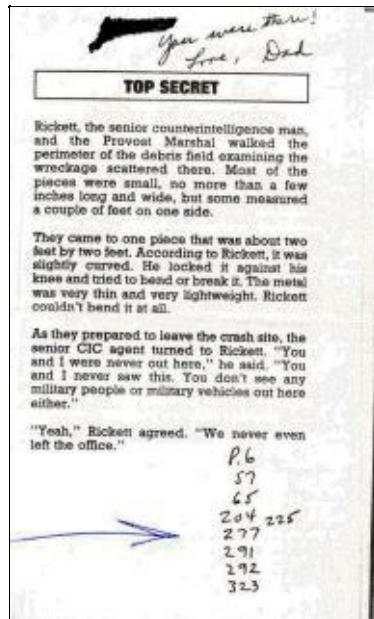 You were there!
Love, Dad
TOP SECRET
Rickett, the senior counterintelligence man,
and the Provost Marshal walked the
perimeter of the debris field examining the
wreckage scattered there. Most of the
pieces were small, no more than a few
inches long and wide, but some measured
a couple of feet on one side.
They came to one piece that was about two
feet by two feet. According to Rickett, it was
slightly curved. He locked it against his
knee and tried to bend or break it. The metal
was very thin and very lightweight. Rickett
couldn't bend it at all.
As they prepared to leave the crash site, the
senior CIC agent turned to Rickett. "You
and I were never out here," he said. "You
and I never saw this. You don't see any
military people or military vehicles out here
either."
"Yeah," Rickett agreed. "We never even
left the office."
P.6
57
65
204 225
277
291
292
323